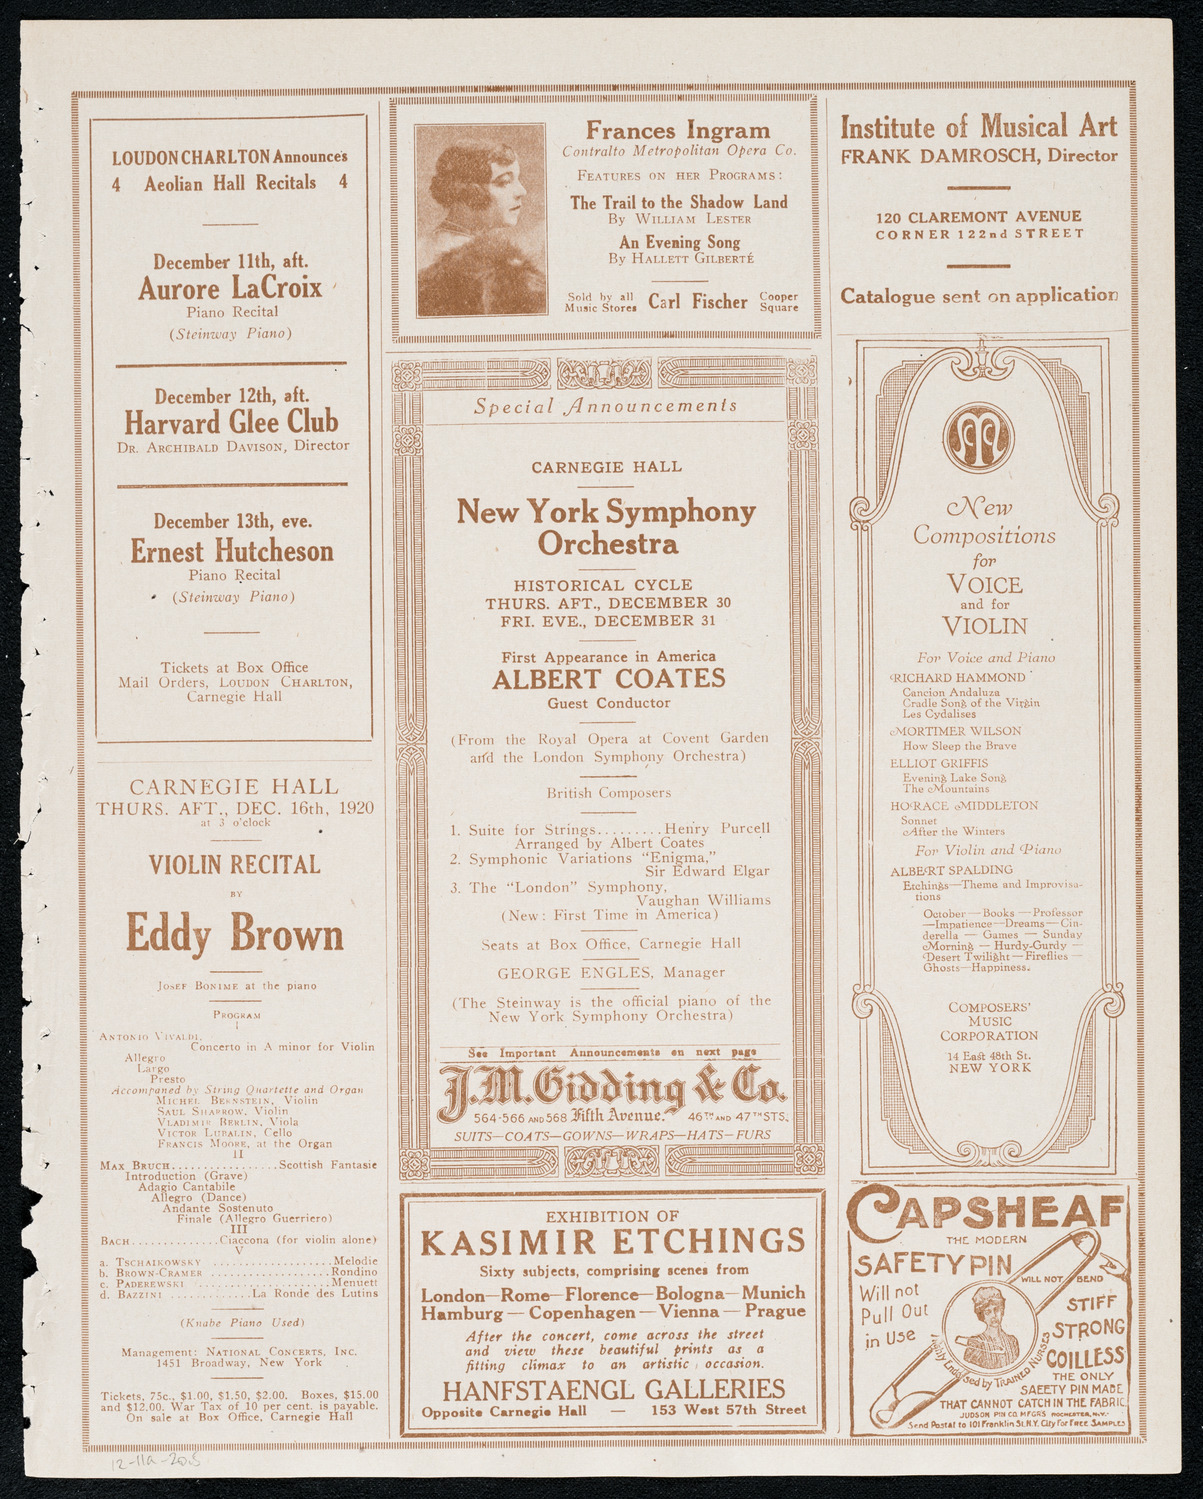 LOUDON CHARLTON Announces
4 Aeolian Hall Recitals 4
December 11th, aft.
Aurore LaCroix
Piano Recital
(Steinway Piano)
December 12th, aft.
Harvard Glee Club
DR. ARCHIBALD DAVISON, Director
December 13th, eve.
Ernest Hutcheson
Piano Recital
(Steinway Piano)
Tickets at Box Office
Mail Orders, LOUDON CHARLTON,
Carnegie Hall
CARNEGIE HALL
THURS. AFT., DEC. 16th, 1920
at 3 o'clock
VIOLIN RECITAL
BY
Eddy Brown
JOSEF BONIME at the piano
PROGRAM
I
ANTONIO VIVALDI,
Concerto in A minor for Violin
Allegro
Largo
Presto
Accompaned by String Quartette and Organ
MICHEL BERNSTEIN, Violin
SAUL SHARROW, Violin
VLADIMIR BERLIN, Viola
VICTOR LUBALIN, Cello
FRANCIS MOORE, at the Organ
II
MAX BRUCH................Scottish Fantasie
Introduction (Grave)
Adagio Cantabile
Allegro (Dance)
Andante Sostenuto
Finale (Allegro Guerriero)
III
BACH..............Ciaccona (for violin alone)
V
a. TSCHAIKOWSKY ................Melodie
b. BROWN-CRAMER ..................Rondino
c. PADEREWSKI ....................Menuett
d. BAZZINI ............La Ronde des Lutins
(Knabe Piano Used)
Management: NATIONAL CONCERTS, INC.
1451 Broadway, New York
Tickets, 75c., $1.00, $1.50, $2.00. Boxes, $15.00
and $12.00. War Tax of 10 per cent. is payable.
On sale at Box Office, Carnegie Hall
Frances Ingram
Contralto Metropolitan Opera Co.
FEATURES ON HER PROGRAMS:
The Trail to the Shadow Land
By WILLIAM LESTER
An Evening Song
By HALLETT GILBERTÉ
Sold by all
Music Stores
Carl Fischer
Cooper
Square
Special Announcements
CARNEGIE HALL
New York Symphony
Orchestra
HISTORICAL CYCLE
THURS. AFT., DECEMBER 30
FRI. EVE., DECEMBER 31
First Appearance in America
ALBERT COATES
Guest Conductor
(From the Royal Opera at Covent Garden
and the London Symphony Orchestra)
British Composers
1. Suite for Strings.........Henry Purcell
Arranged by Albert Coates
2. Symphonic Variations "Enigma,"
Sir Edward Elgar
3. The "London" Symphony,
Vaughan Williams
(New: First Time in America)
Seats at Box Office, Carnegie Hall
GEORGE ENGLES, Manager
(The Steinway is the official piano of the
New York Symphony Orchestra)
See Important Announcements on next page
J.M. Gidding & Co.
564-566 AND 568 Fifth Avenue. 46TH AND 47TH STS.
SUITS—COATS—GOWNS—WRAPS—HATS—FURS
EXHIBITION OF
KASIMIR ETCHINGS
Sixty subjects, comprising scenes from
London—Rome—Florence—Bologna—Munich
Hamburg—Copenhagen—Vienna—Prague
After the concert, come across the street
and view these beautiful prints as a
fitting climax to an artistic occasion.
HANFSTAENGL GALLERIES
Opposite Carnegie Hall — 153 West 57th Street
Institute of Musical Art
FRANK DAMROSCH, Director
120 CLAREMONT AVENUE
CORNER 122nd STREET
Catalogue sent on application
New
Compositions
for
VOICE
and for
VIOLIN
For Voice and Piano
RICHARD HAMMOND
Cancion Andaluza
Cradle Song of the Virgin
Les Cydalises
MORTIMER WILSON
How Sleep the Brave
ELLIOT GRIFFIS
Evening Lake Song
The Mountains
HORACE MIDDLETON
Sonnet
After the Winters
For Violin and Piano
ALBERT SPALDING
Etchings—Theme and Improvisa-
tions
October—Books—Professor
—Impatience—Dreams—Cin-
derella — Games — Sunday
Morning — Hurdy-Gurdy —
Desert Twilight—Fireflies—
Ghosts—Happiness.
COMPOSERS'
MUSIC
CORPORATION
14 East 48th St.
NEW YORK
CAPSHEAF
THE MODERN
SAFETY PIN
WILL NOT BEND
Will not
Pull Out
in Use
STIFF
STRONG
COILLESS
Highly Endorsed by TRAINED NURSES
THE ONLY
SAFETY PIN MADE
THAT CANNOT CATCH IN THE FABRIC
JUDSON PIN CO. MFGRS ROCHESTER, N.Y.
Send Postal to 101 Franklin St. N.Y. City For FREE SAMPLES
12-11a-20.5